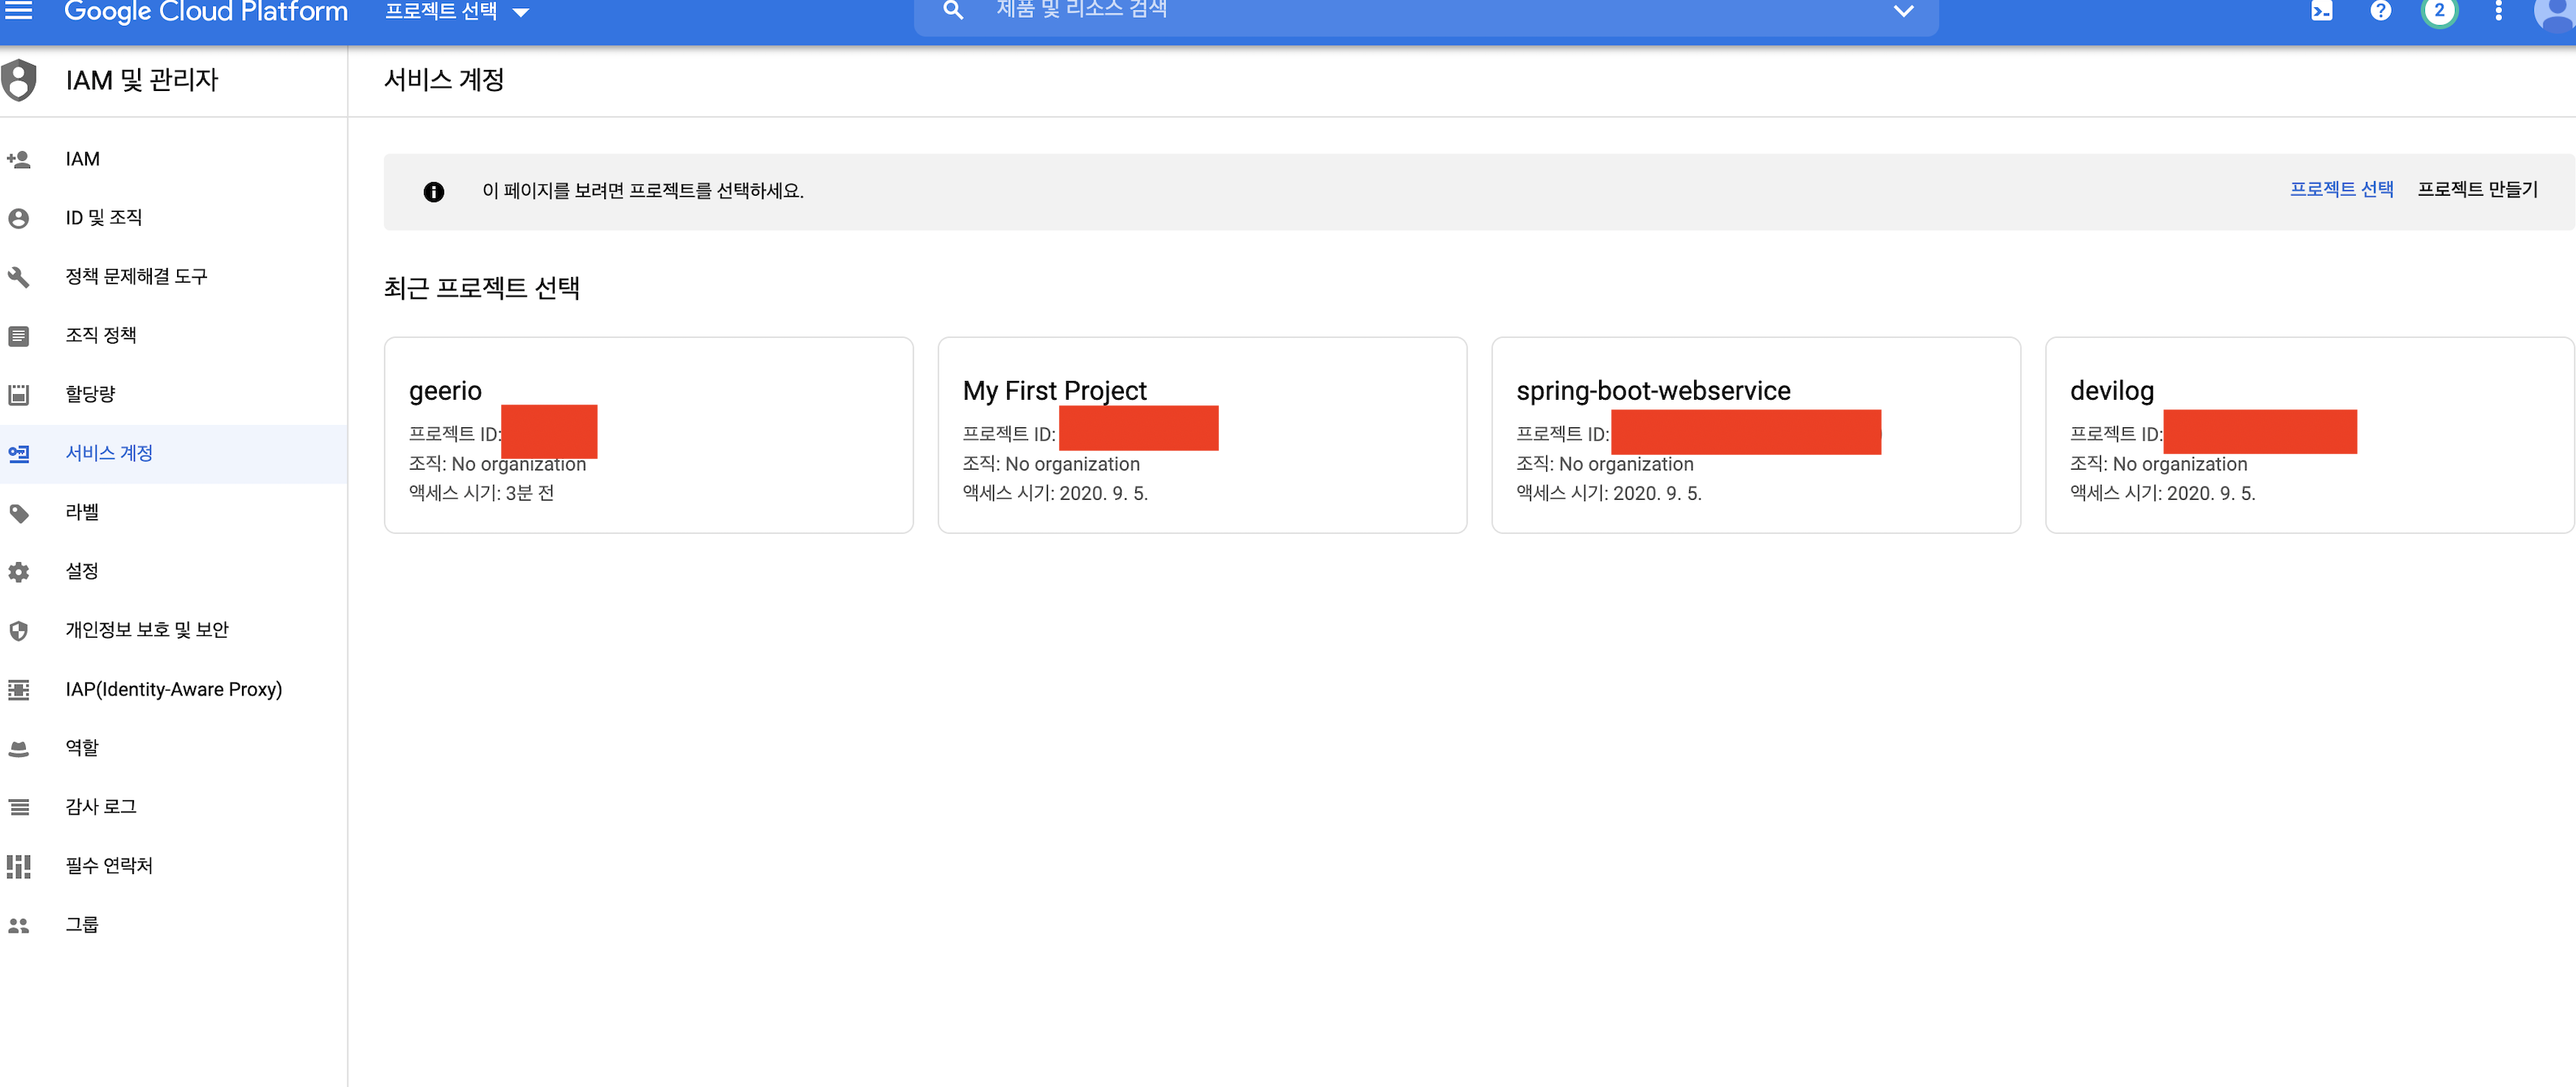 Google Cloud Platform
프로젝트 선택
제품 및 리소스 검색
2
IAM 및 관리자
서비스 계정
IAM
ID 및 조직
정책 문제해결 도구
조직 정책
할당량
서비스 계정
라벨
설정
개인정보 보호 및 보안
IAP(Identity-Aware Proxy)
역할
감사 로그
필수 연락처
그룹
이 페이지를 보려면 프로젝트를 선택하세요.
프로젝트 선택
프로젝트 만들기
최근 프로젝트 선택
geerio
프로젝트 ID:
조직: No organization
액세스 시기: 3분 전
My First Project
프로젝트 ID:
조직: No organization
액세스 시기: 2020. 9. 5.
spring-boot-webservice
프로젝트 ID:
조직: No organization
액세스 시기: 2020. 9. 5.
devilog
프로젝트 ID:
조직: No organization
액세스 시기: 2020. 9. 5.